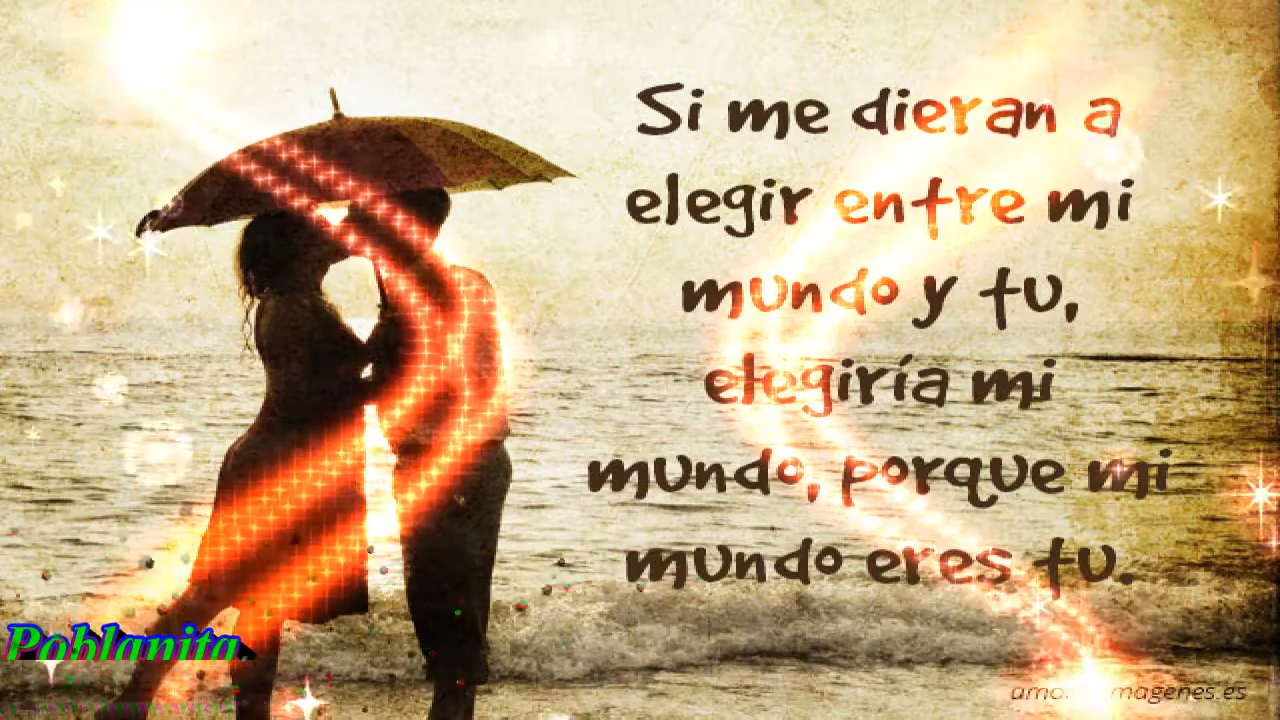 Si me dieran a
elegir entre mi
mundo y tu,
elegiría mi
mundo, porque mi
mundo eres tu.
Poblanita.